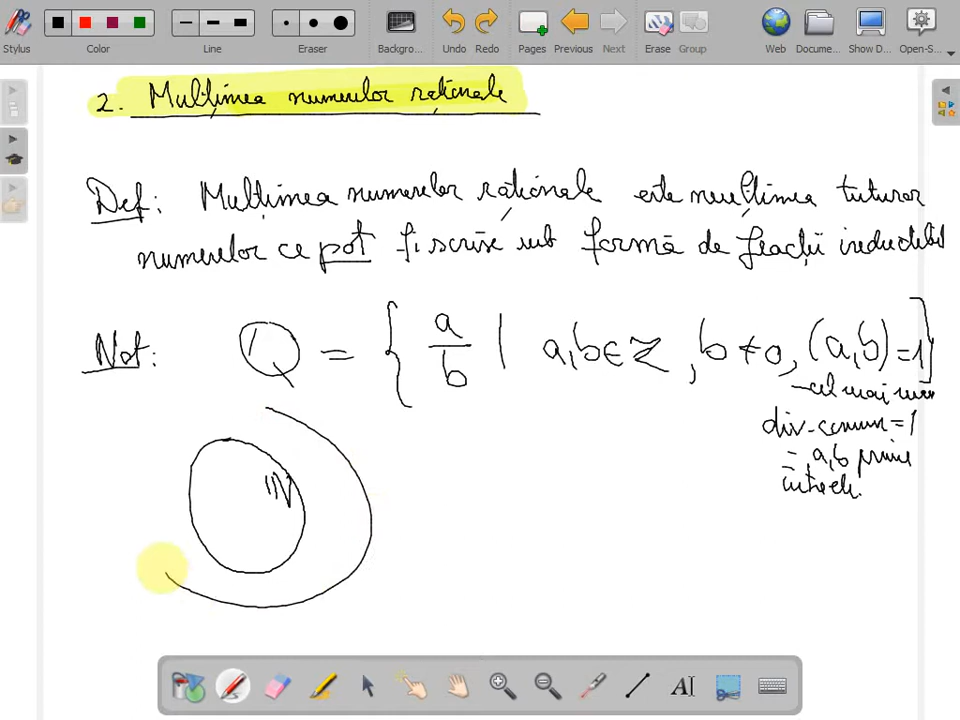 Stylus Color Line Eraser Backgro... Undo Redo Pages Previous Next Erase Group Web Docume... Show D... Open-S...
2. Mulțimea numerelor raționale
Def: Mulțimea numerelor raționale este mulțimea tuturor
numerelor ce pot fi scrise sub formă de fracții ireductibil
Not: Q = { a/b | a,b ∈ Z, b ≠ 0, (a,b) = 1 }
- cel mai mare
div. comun = 1
= a,b prime
între ele.
IN